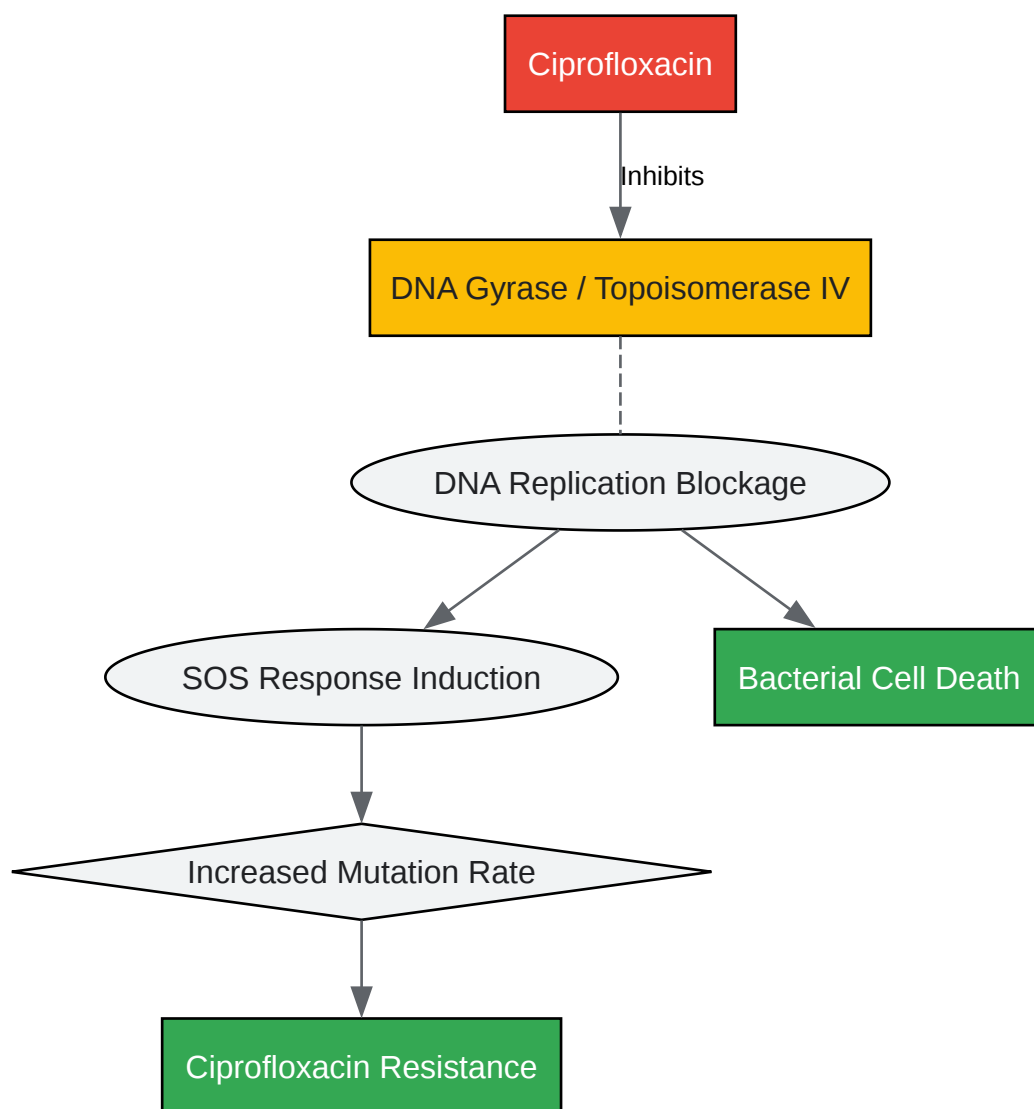 Ciprofloxacin
Inhibits
DNA Gyrase / Topoisomerase IV
DNA Replication Blockage
SOS Response Induction
Bacterial Cell Death
Increased Mutation Rate
Ciprofloxacin Resistance